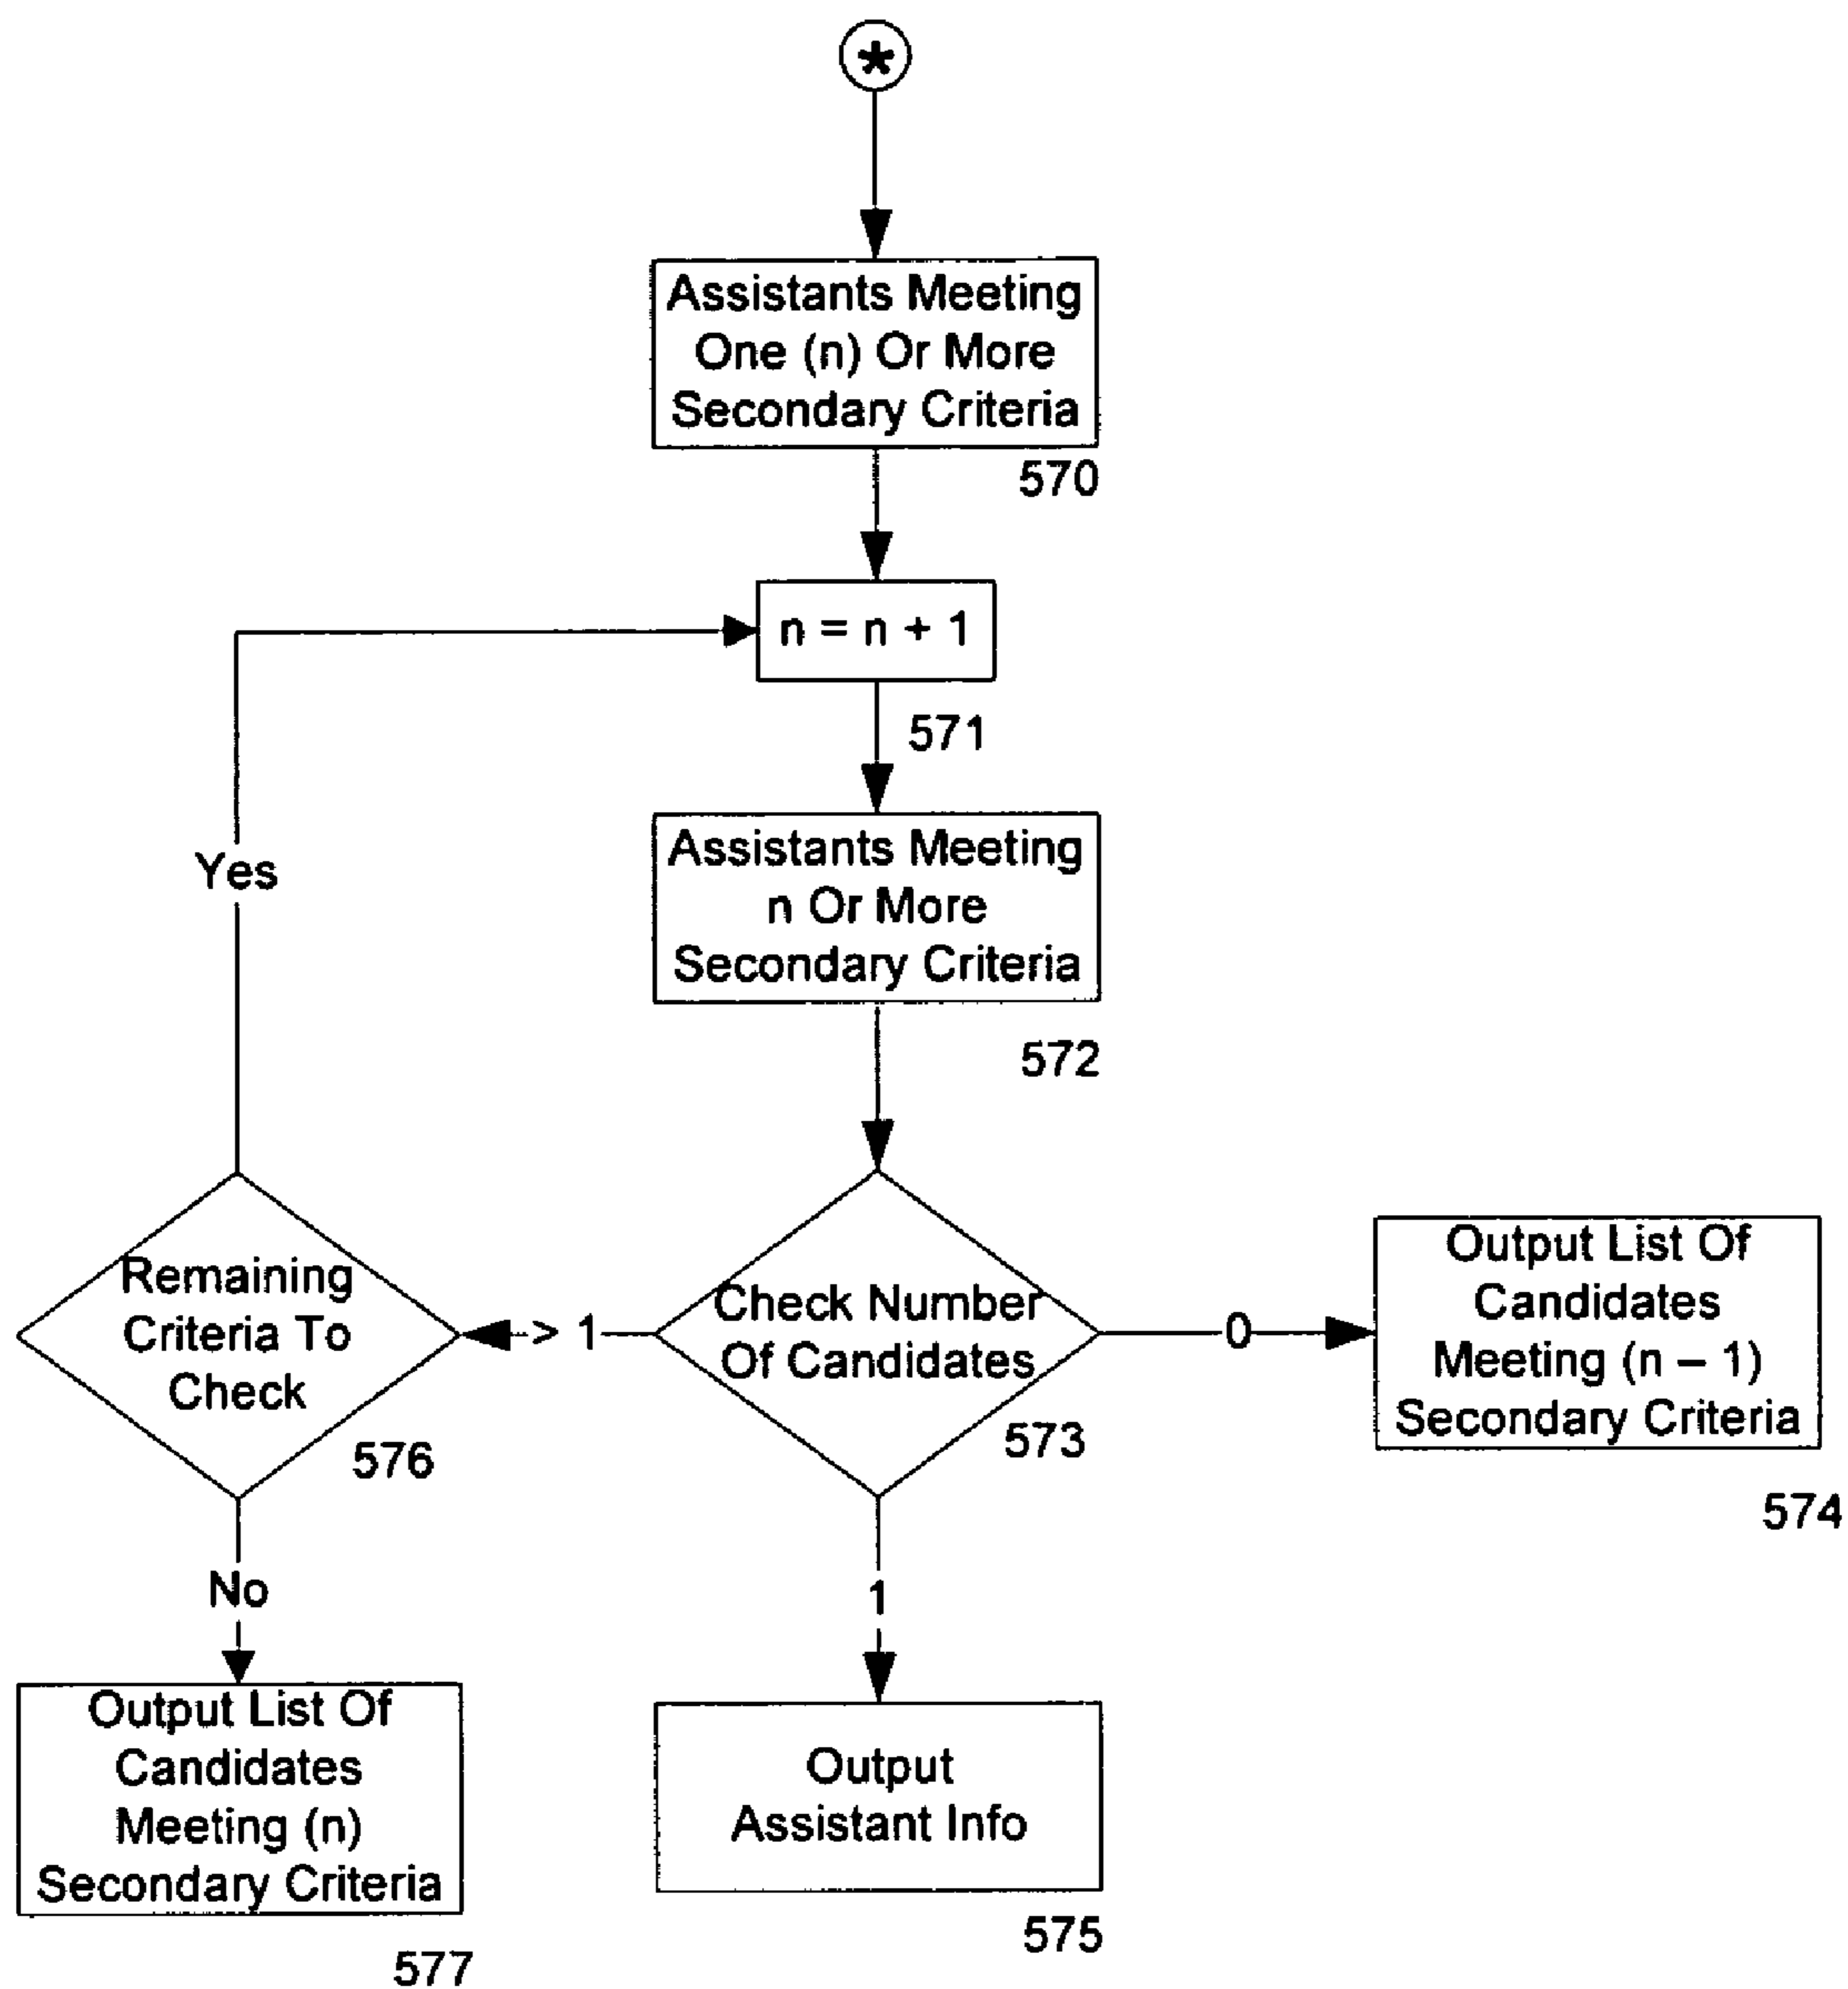 *
Assistants Meeting
One (n) Or More
Secondary Criteria
570
n = n + 1
571
Assistants Meeting
n Or More
Secondary Criteria
572
Yes
Remaining
Criteria To
Check
576
> 1
Check Number
Of Candidates
573
0
Output List Of
Candidates
Meeting (n – 1)
Secondary Criteria
574
No
1
Output List Of
Candidates
Meeting (n)
Secondary Criteria
577
Output
Assistant Info
575